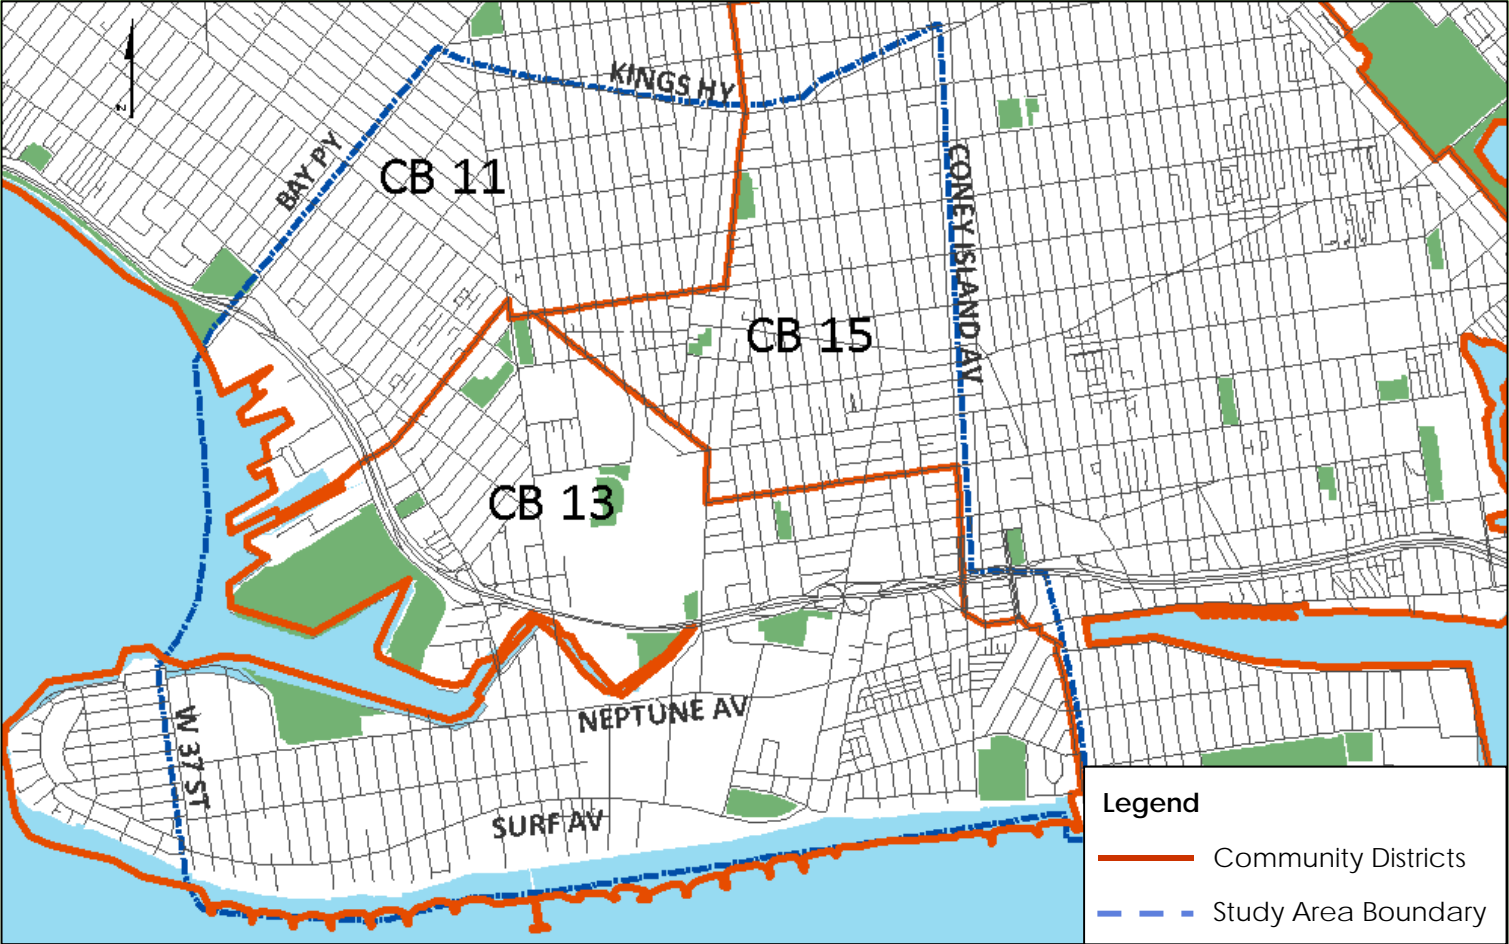 KINGS HY
BAY PY
CB 11
CONEY ISLAND AV
CB 15
CB 13
NEPTUNE AV
W 37 ST
SURF AV
Legend
Community Districts
Study Area Boundary